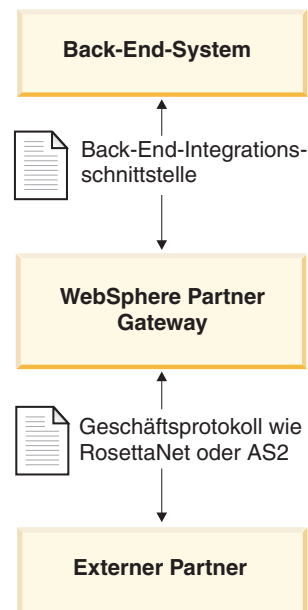 Back-End-System
Back-End-Integrations-
schnittstelle
WebSphere Partner
Gateway
Geschäftsprotokoll wie
RosettaNet oder AS2
Externer Partner